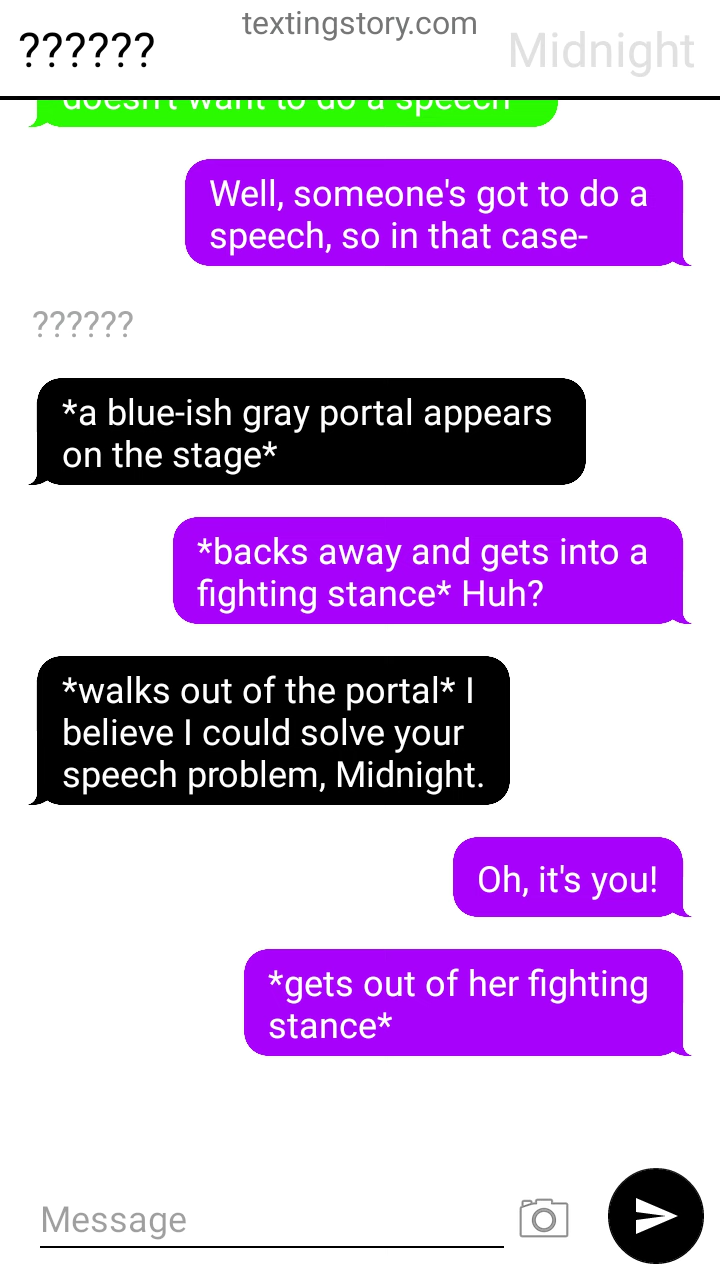 textingstory.com
??????
Midnight
doesn't want to do a speech
Well, someone's got to do a
speech, so in that case-
??????
*a blue-ish gray portal appears
on the stage*
*backs away and gets into a
fighting stance* Huh?
*walks out of the portal* I
believe I could solve your
speech problem, Midnight.
Oh, it's you!
*gets out of her fighting
stance*
Message